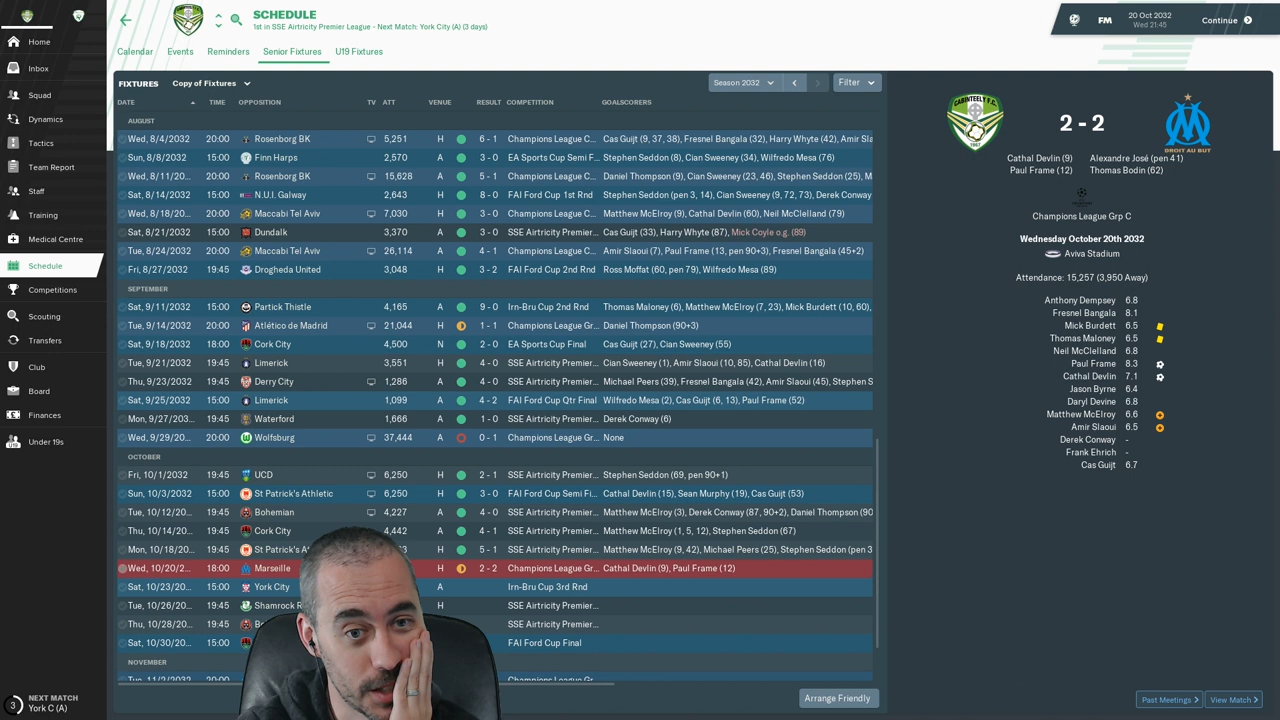 SCHEDULE
1st in SSE Airtricity Premier League - Next Match: York City (A) (3 days)
20 Oct 2032
Wed 21:45
FM
Continue
Calendar Events Reminders Senior Fixtures U19 Fixtures
Home
Inbox
Squad
Dynamics
Tactics
Team Report
Staff
Training
Medical Centre
Schedule
Competitions
Scouting
Transfers
Club
Board
Finances
Under 19s
3 NEXT MATCH
York C (A)
FIXTURES Copy of Fixtures Season 2032 Filter
DATE TIME OPPOSITION TV ATT VENUE RESULT COMPETITION GOALSCORERS
AUGUST
Wed, 8/4/2032 20:00 Rosenborg BK 5,251 H 6 - 1 Champions League C... Cas Guijt (9, 37, 38), Fresnel Bangala (32), Harry Whyte (42), Amir Sla
Sun, 8/8/2032 15:00 Finn Harps 2,570 A 3 - 0 EA Sports Cup Semi F... Stephen Seddon (8), Cian Sweeney (34), Wilfredo Mesa (76)
Wed, 8/11/20... 20:00 Rosenborg BK 15,628 A 5 - 1 Champions League C... Daniel Thompson (9), Cian Sweeney (23, 46), Stephen Seddon (25), M
Sat, 8/14/2032 15:00 N.U.I. Galway 2,643 H 8 - 0 FAI Ford Cup 1st Rnd Stephen Seddon (pen 3, 14), Cian Sweeney (9, 72, 73), Derek Conway
Wed, 8/18/20... 20:00 Maccabi Tel Aviv 7,030 H 3 - 0 Champions League C... Matthew McElroy (9), Cathal Devlin (60), Neil McClelland (79)
Sat, 8/21/2032 15:00 Dundalk 3,370 A 3 - 0 SSE Airtricity Premier... Cas Guijt (33), Harry Whyte (87), Mick Coyle o.g. (89)
Tue, 8/24/2032 20:00 Maccabi Tel Aviv 26,114 A 4 - 1 Champions League C... Amir Slaoui (7), Paul Frame (13, pen 90+3), Fresnel Bangala (45+2)
Fri, 8/27/2032 19:45 Drogheda United 3,048 H 3 - 2 FAI Ford Cup 2nd Rnd Ross Moffat (60, pen 79), Wilfredo Mesa (89)
SEPTEMBER
Sat, 9/11/2032 15:00 Partick Thistle 4,165 A 9 - 0 Irn-Bru Cup 2nd Rnd Thomas Maloney (6), Matthew McElroy (7, 23), Mick Burdett (10, 60),
Tue, 9/14/2032 20:00 Atlético de Madrid 21,044 H 1 - 1 Champions League Gr... Daniel Thompson (90+3)
Sat, 9/18/2032 18:00 Cork City 4,500 N 2 - 0 EA Sports Cup Final Cas Guijt (27), Cian Sweeney (55)
Tue, 9/21/2032 19:45 Limerick 3,551 H 4 - 0 SSE Airtricity Premier... Cian Sweeney (1), Amir Slaoui (10, 85), Cathal Devlin (16)
Thu, 9/23/2032 19:45 Derry City 1,286 A 4 - 0 SSE Airtricity Premier... Michael Peers (39), Fresnel Bangala (42), Amir Slaoui (45), Stephen S
Sat, 9/25/2032 15:00 Limerick 1,099 A 4 - 2 FAI Ford Cup Qtr Final Wilfredo Mesa (2), Cas Guijt (6, 13), Paul Frame (52)
Mon, 9/27/203... 19:45 Waterford 1,666 A 1 - 0 SSE Airtricity Premier... Derek Conway (6)
Wed, 9/29/20... 20:00 Wolfsburg 37,444 A 0 - 1 Champions League Gr... None
OCTOBER
Fri, 10/1/2032 19:45 UCD 6,250 H 2 - 1 SSE Airtricity Premier... Stephen Seddon (69, pen 90+1)
Sun, 10/3/2032 15:00 St Patrick's Athletic 6,250 H 3 - 0 FAI Ford Cup Semi Fi... Cathal Devlin (15), Sean Murphy (19), Cas Guijt (53)
Tue, 10/12/20... 19:45 Bohemian 4,227 A 4 - 0 SSE Airtricity Premier... Matthew McElroy (3), Derek Conway (87, 90+2), Daniel Thompson (90
Thu, 10/14/20... 19:45 Cork City 4,442 A 4 - 1 SSE Airtricity Premier... Matthew McElroy (1, 5, 12), Stephen Seddon (67)
Mon, 10/18/20... 19:45 St Patrick's At H 5 - 1 SSE Airtricity Premier... Matthew McElroy (9, 42), Michael Peers (25), Stephen Seddon (pen 3
Wed, 10/20/2... 18:00 Marseille H 2 - 2 Champions League Gr... Cathal Devlin (9), Paul Frame (12)
Sat, 10/23/20... 15:00 York City A Irn-Bru Cup 3rd Rnd
Tue, 10/26/20... 19:45 Shamrock R H SSE Airtricity Premier...
Thu, 10/28/20... 19:45 SSE Airtricity Premier...
Sat, 10/30/20... 15:00 FAI Ford Cup Final
NOVEMBER
Tue, 11/2/2032 20:00 Champions League Gr...
Arrange Friendly
CABINTEELY F.C.
1967
2 - 2
DROIT AU BUT
Cathal Devlin (9) Alexandre José (pen 41)
Paul Frame (12) Thomas Bodin (62)
Champions League Grp C
Wednesday October 20th 2032
Aviva Stadium
Attendance: 15,257 (3,950 Away)
Anthony Dempsey 6.8
Fresnel Bangala 8.1
Mick Burdett 6.5
Thomas Maloney 6.5
Neil McClelland 6.8
Paul Frame 8.3
Cathal Devlin 7.1
Jason Byrne 6.4
Daryl Devine 6.8
Matthew McElroy 6.6
Amir Slaoui 6.5
Derek Conway -
Frank Ehrich -
Cas Guijt 6.7
Past Meetings View Match